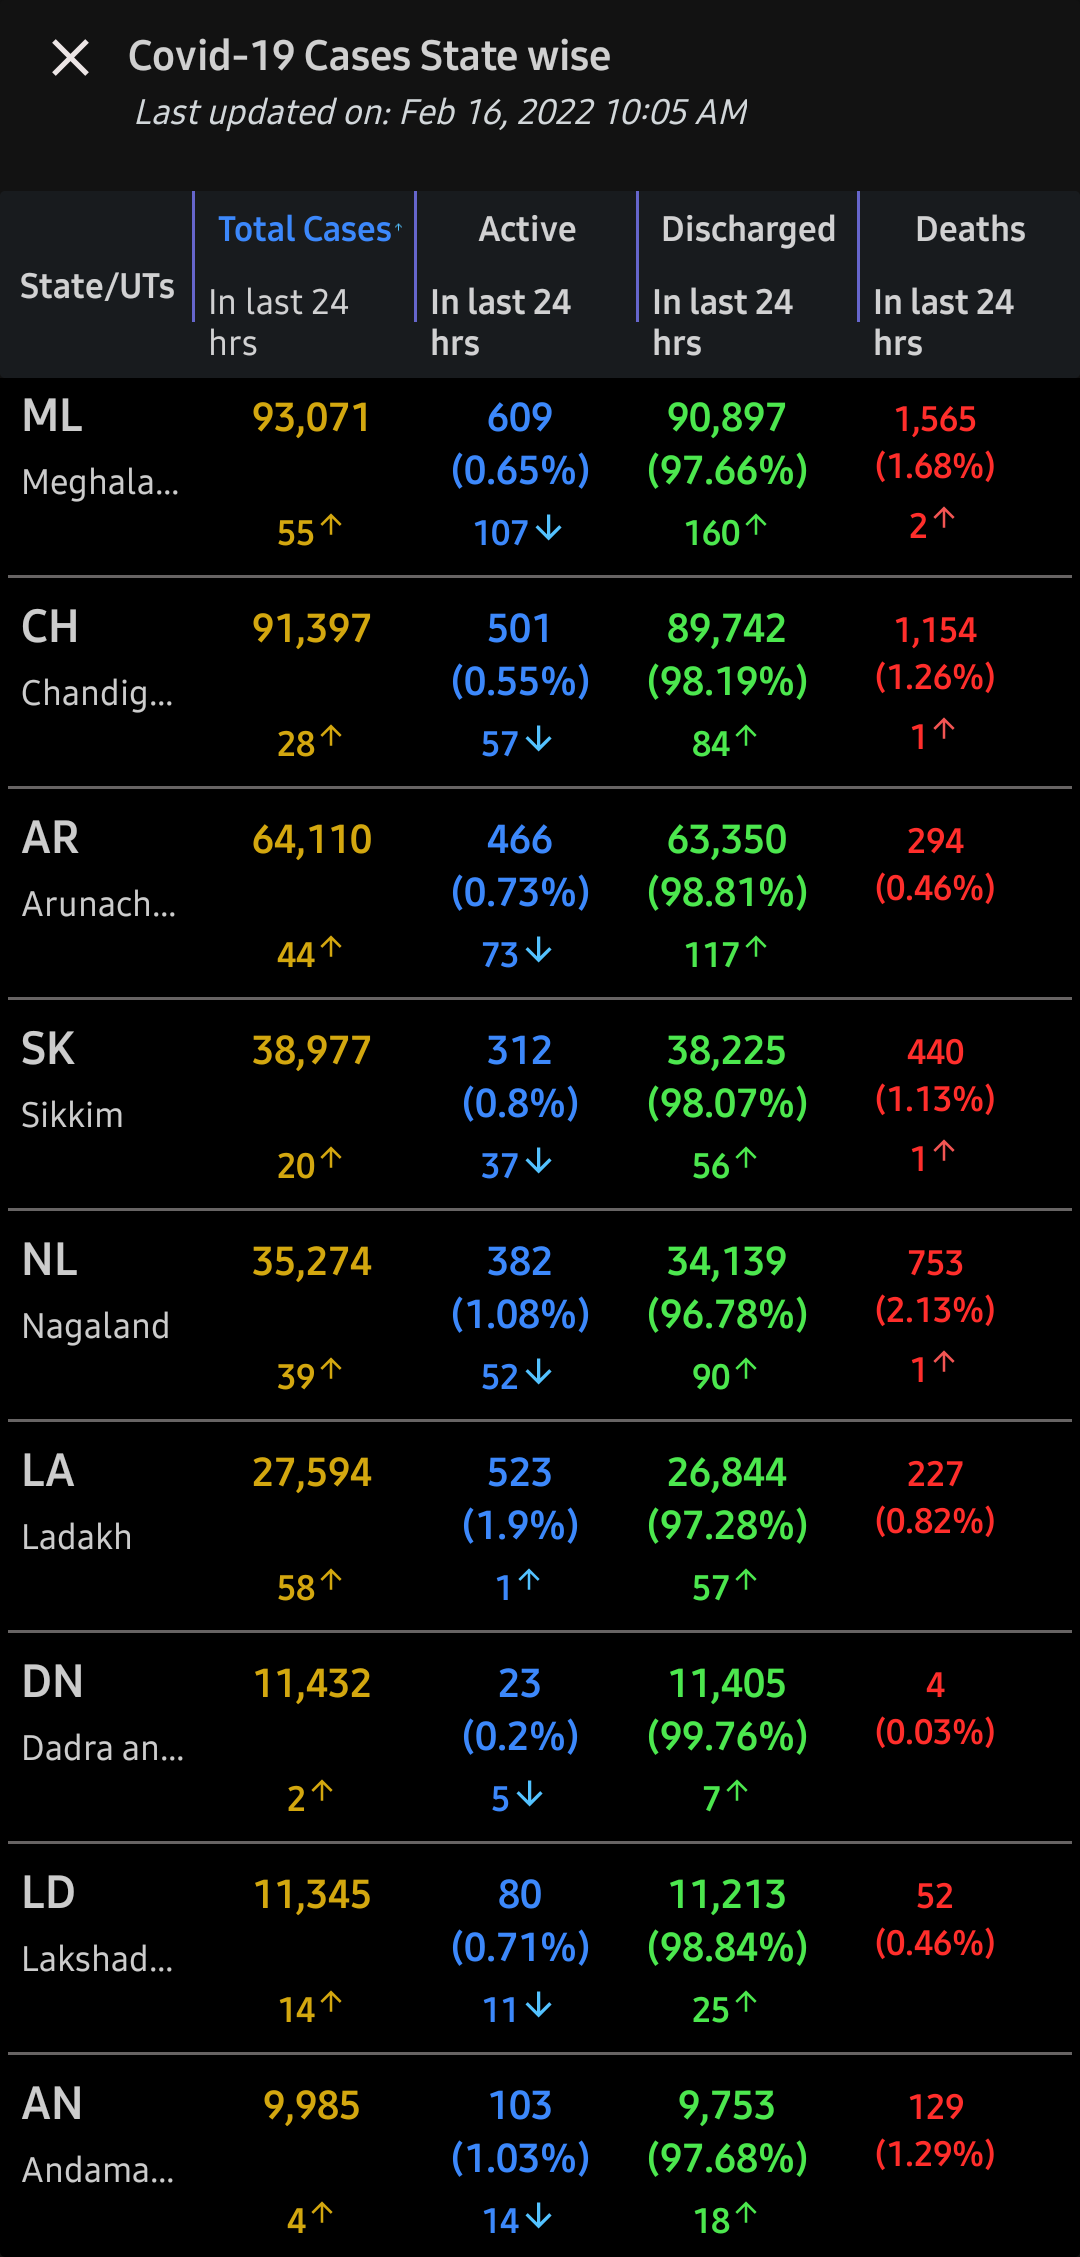 Covid-19 Cases State wise
Last updated on: Feb 16, 2022 10:05 AM
State/UTs
Total Cases↑ Active Discharged Deaths
In last 24 hrs In last 24 hrs In last 24 hrs In last 24 hrs
ML 93,071 609 90,897 1,565
Meghala... (0.65%) (97.66%) (1.68%)
55↑ 107↓ 160↑ 2↑
CH 91,397 501 89,742 1,154
Chandig... (0.55%) (98.19%) (1.26%)
28↑ 57↓ 84↑ 1↑
AR 64,110 466 63,350 294
Arunach... (0.73%) (98.81%) (0.46%)
44↑ 73↓ 117↑
SK 38,977 312 38,225 440
Sikkim (0.8%) (98.07%) (1.13%)
20↑ 37↓ 56↑ 1↑
NL 35,274 382 34,139 753
Nagaland (1.08%) (96.78%) (2.13%)
39↑ 52↓ 90↑ 1↑
LA 27,594 523 26,844 227
Ladakh (1.9%) (97.28%) (0.82%)
58↑ 1↑ 57↑
DN 11,432 23 11,405 4
Dadra an... (0.2%) (99.76%) (0.03%)
2↑ 5↓ 7↑
LD 11,345 80 11,213 52
Lakshad... (0.71%) (98.84%) (0.46%)
14↑ 11↓ 25↑
AN 9,985 103 9,753 129
Andama... (1.03%) (97.68%) (1.29%)
4↑ 14↓ 18↑